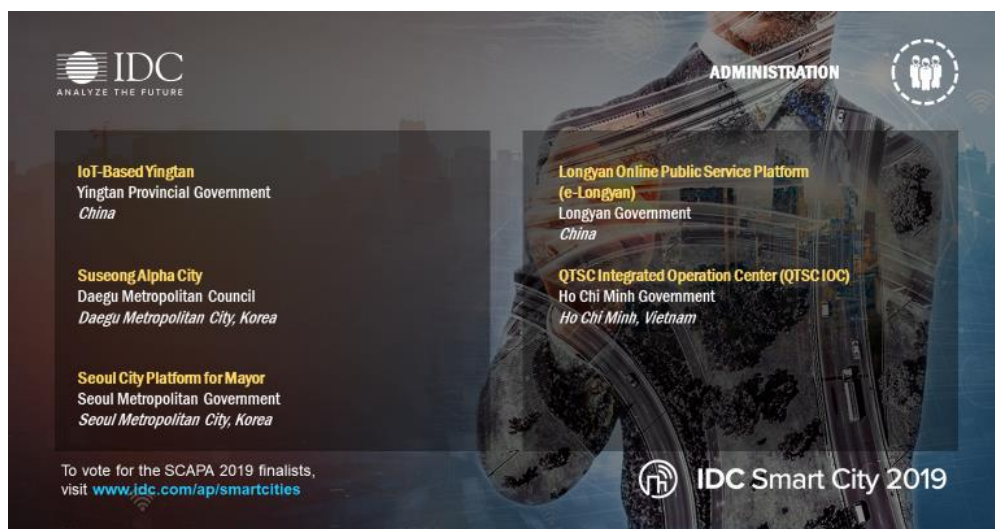 IDC
ANALYZE THE FUTURE
ADMINISTRATION
IoT-Based Yingtan
Yingtan Provincial Government
China
Suseong Alpha City
Daegu Metropolitan Council
Daegu Metropolitan City, Korea
Seoul City Platform for Mayor
Seoul Metropolitan Government
Seoul Metropolitan City, Korea
Longyan Online Public Service Platform
(e-Longyan)
Longyan Government
China
QTSC Integrated Operation Center (QTSC IOC)
Ho Chi Minh Government
Ho Chi Minh, Vietnam
To vote for the SCAPA 2019 finalists,
visit www.idc.com/ap/smartcities
IDC Smart City 2019